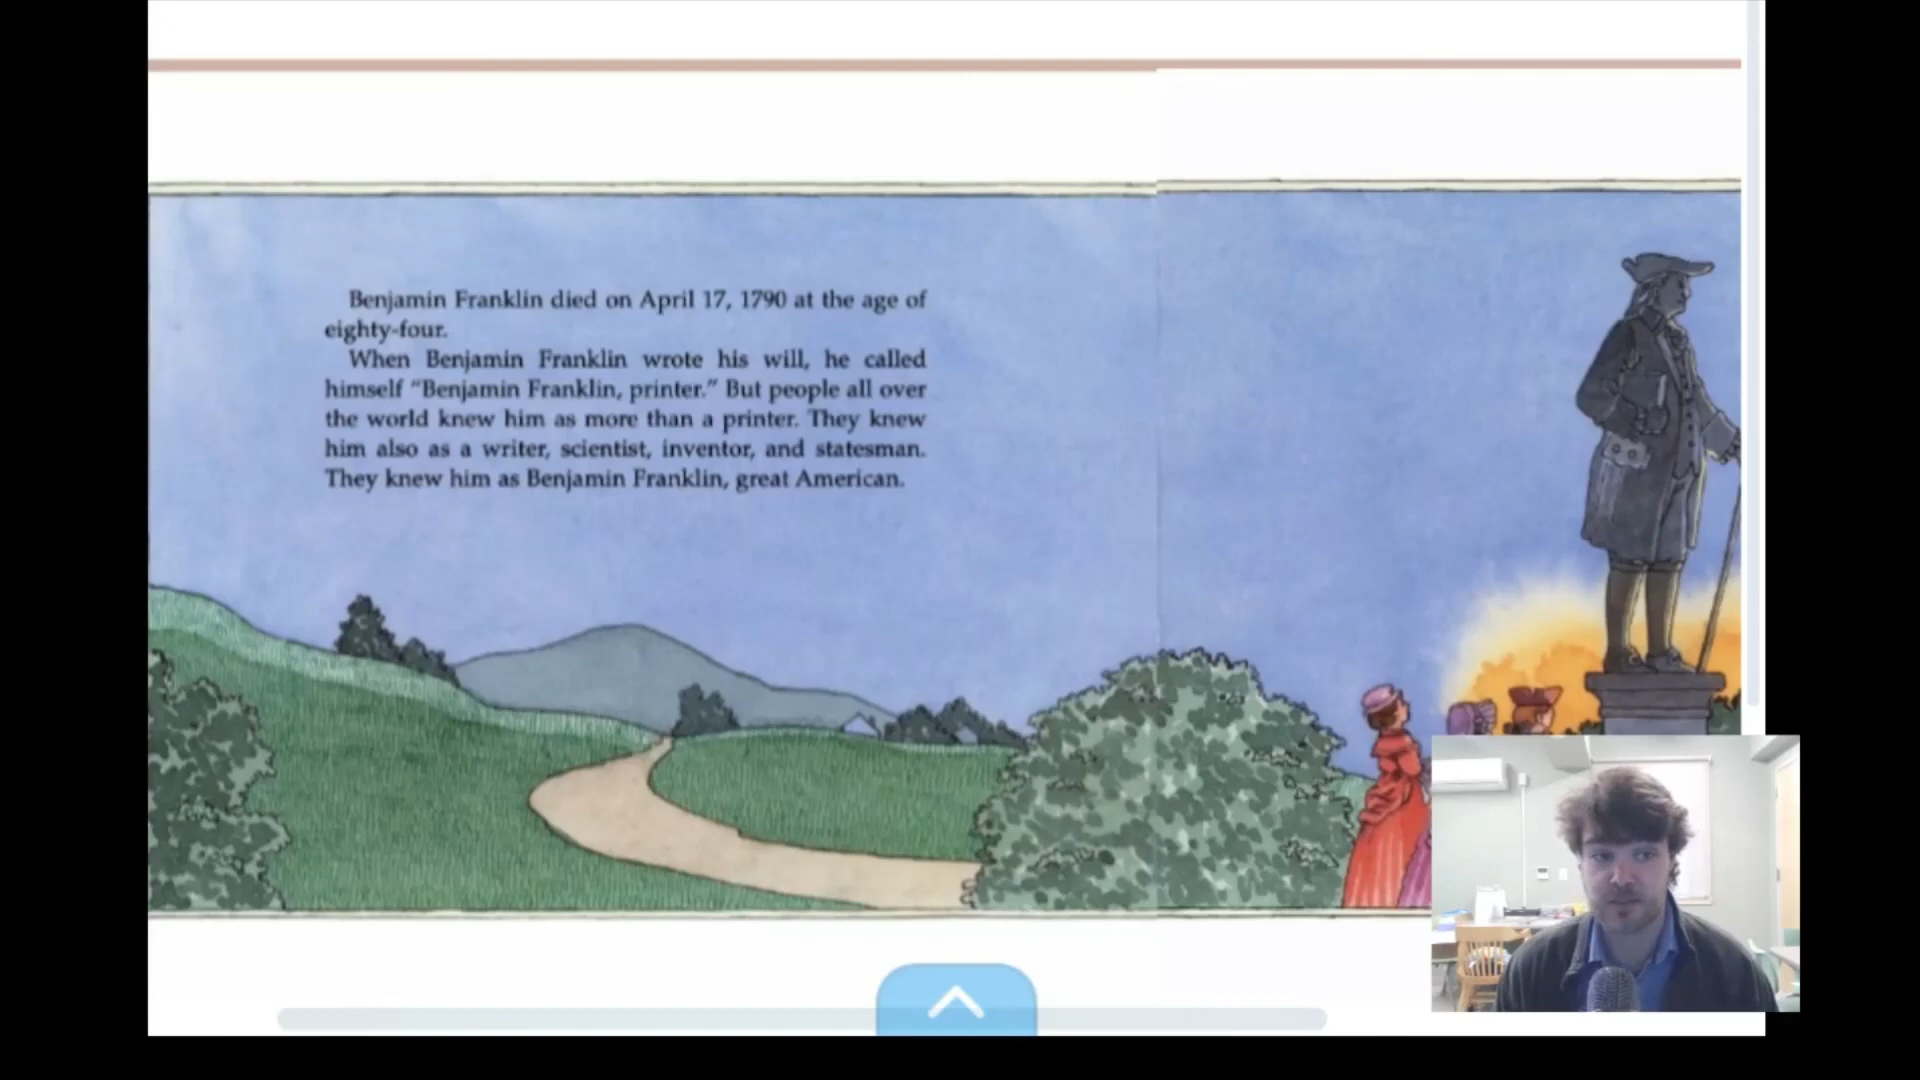 Benjamin Franklin died on April 17, 1790 at the age of
eighty-four.
When Benjamin Franklin wrote his will, he called
himself “Benjamin Franklin, printer.” But people all over
the world knew him as more than a printer. They knew
him also as a writer, scientist, inventor, and statesman.
They knew him as Benjamin Franklin, great American.